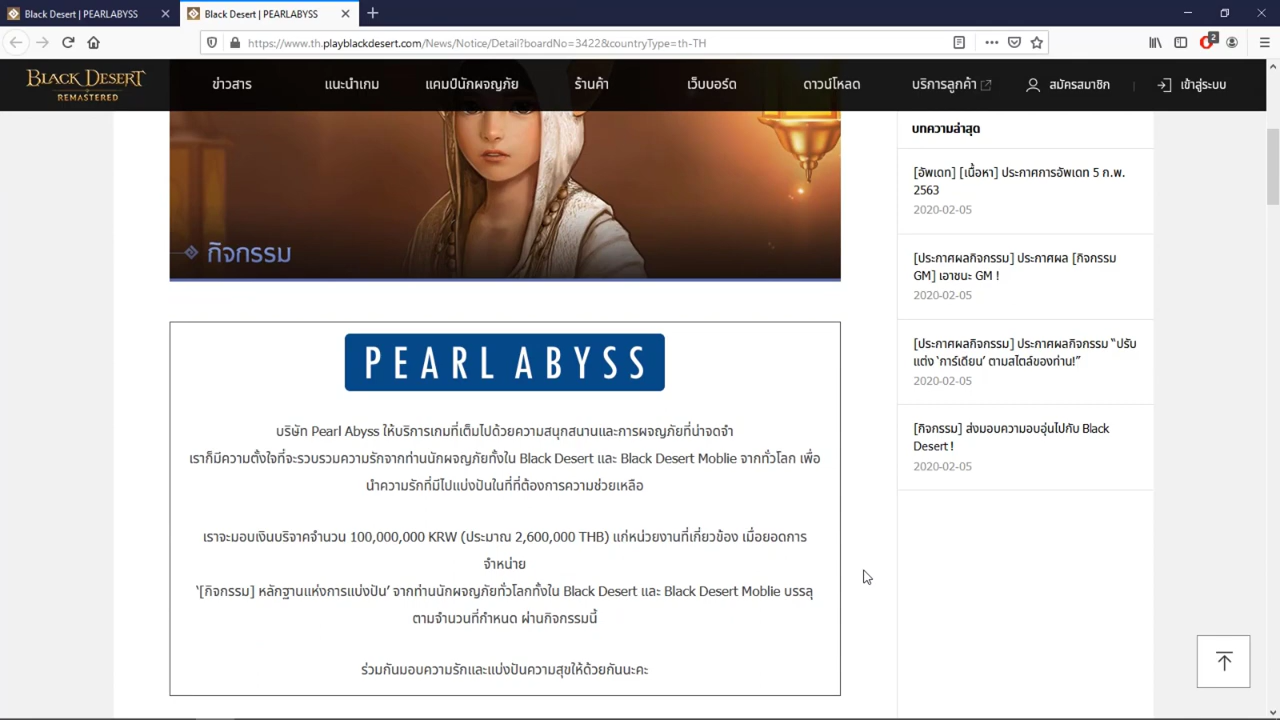 Black Desert | PEARLABYSS
Black Desert | PEARLABYSS
https://www.th.playblackdesert.com/News/Notice/Detail?boardNo=3422&countryType=th-TH
2
BLACK DESERT
REMASTERED
ข่าวสาร
แนะนำเกม
แคมป์นักผจญภัย
ร้านค้า
เว็บบอร์ด
ดาวน์โหลด
บริการลูกค้า
สมัครสมาชิก
เข้าสู่ระบบ
กิจกรรม
PEARL ABYSS
บริษัท Pearl Abyss ให้บริการเกมที่เต็มไปด้วยความสนุกสนานและการผจญภัยที่น่าจดจำ
เราก็มีความตั้งใจที่จะรวบรวมความรักจากท่านนักผจญภัยทั้งใน Black Desert และ Black Desert Moblie จากทั่วโลก เพื่อ
นำความรักที่มีไปแบ่งปันในที่ที่ต้องการความช่วยเหลือ
เราจะมอบเงินบริจาคจำนวน 100,000,000 KRW (ประมาณ 2,600,000 THB) แก่หน่วยงานที่เกี่ยวข้อง เมื่อยอดการ
จำหน่าย
‘[กิจกรรม] หลักฐานแห่งการแบ่งปัน’ จากท่านนักผจญภัยทั่วโลกทั้งใน Black Desert และ Black Desert Moblie บรรลุ
ตามจำนวนที่กำหนด ผ่านกิจกรรมนี้
ร่วมกันมอบความรักและแบ่งปันความสุขให้ด้วยกันนะคะ
บทความล่าสุด
[อัพเดท] [เนื้อหา] ประกาศการอัพเดท 5 ก.พ.
2563
2020-02-05
[ประกาศผลกิจกรรม] ประกาศผล [กิจกรรม
GM] เอาชนะ GM !
2020-02-05
[ประกาศผลกิจกรรม] ประกาศผลกิจกรรม “ปรับ
แต่ง ‘การ์เดียน’ ตามสไตล์ของท่าน!”
2020-02-05
[กิจกรรม] ส่งมอบความอบอุ่นไปกับ Black
Desert !
2020-02-05